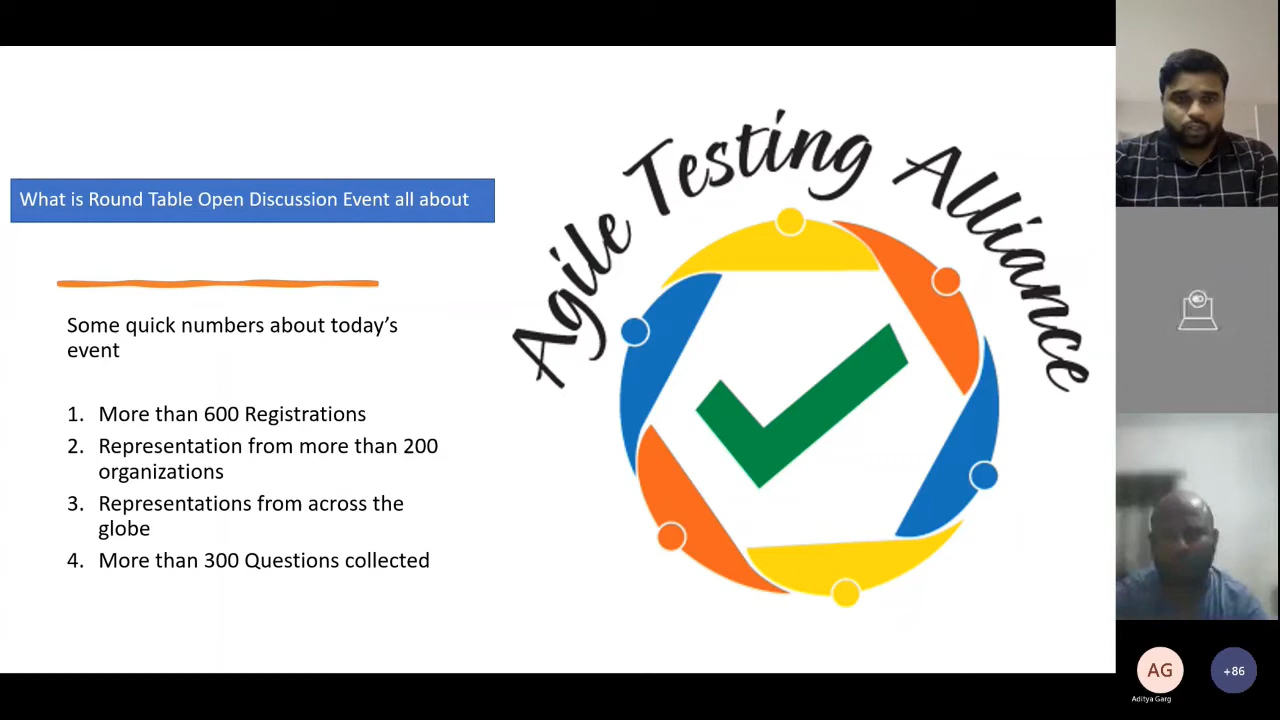 Agile Testing Alliance
What is Round Table Open Discussion Event all about
Some quick numbers about today’s
event
1. More than 600 Registrations
2. Representation from more than 200
organizations
3. Representations from across the
globe
4. More than 300 Questions collected
AG
+86
Aditya Garg